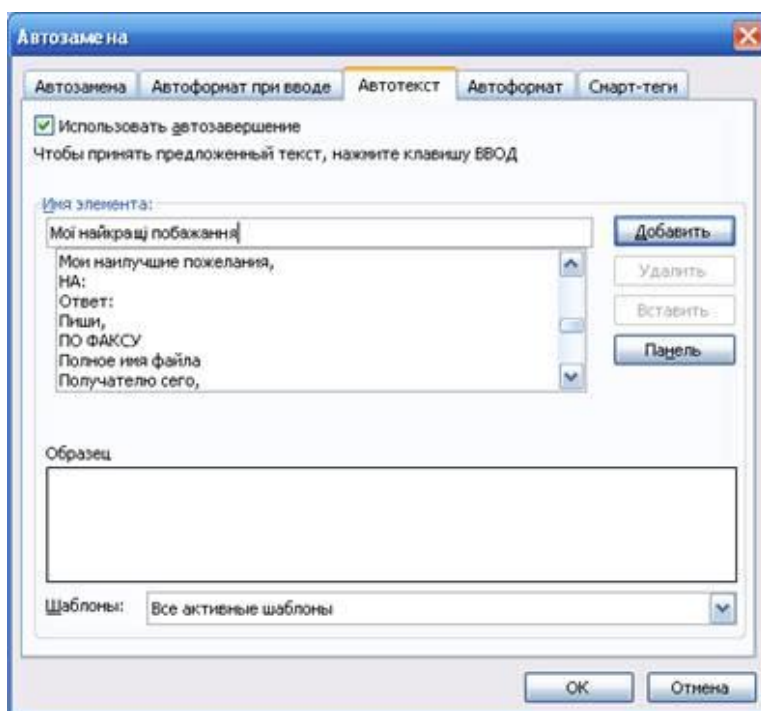 Автозамена
Автозамена Автоформат при вводе Автотекст Автоформат Смарт-теги
Использовать автозавершение
Чтобы принять предложенный текст, нажмите клавишу ВВОД
Имя элемента:
Мої найкращі побажання
Добавить
Мои наилучшие пожелания,
НА:
Ответ:
Пиши,
ПО ФАКСУ
Полное имя файла
Получателю сего,
Удалить
Вставить
Панель
Образец
Шаблоны: Все активные шаблоны
ОК Отмена